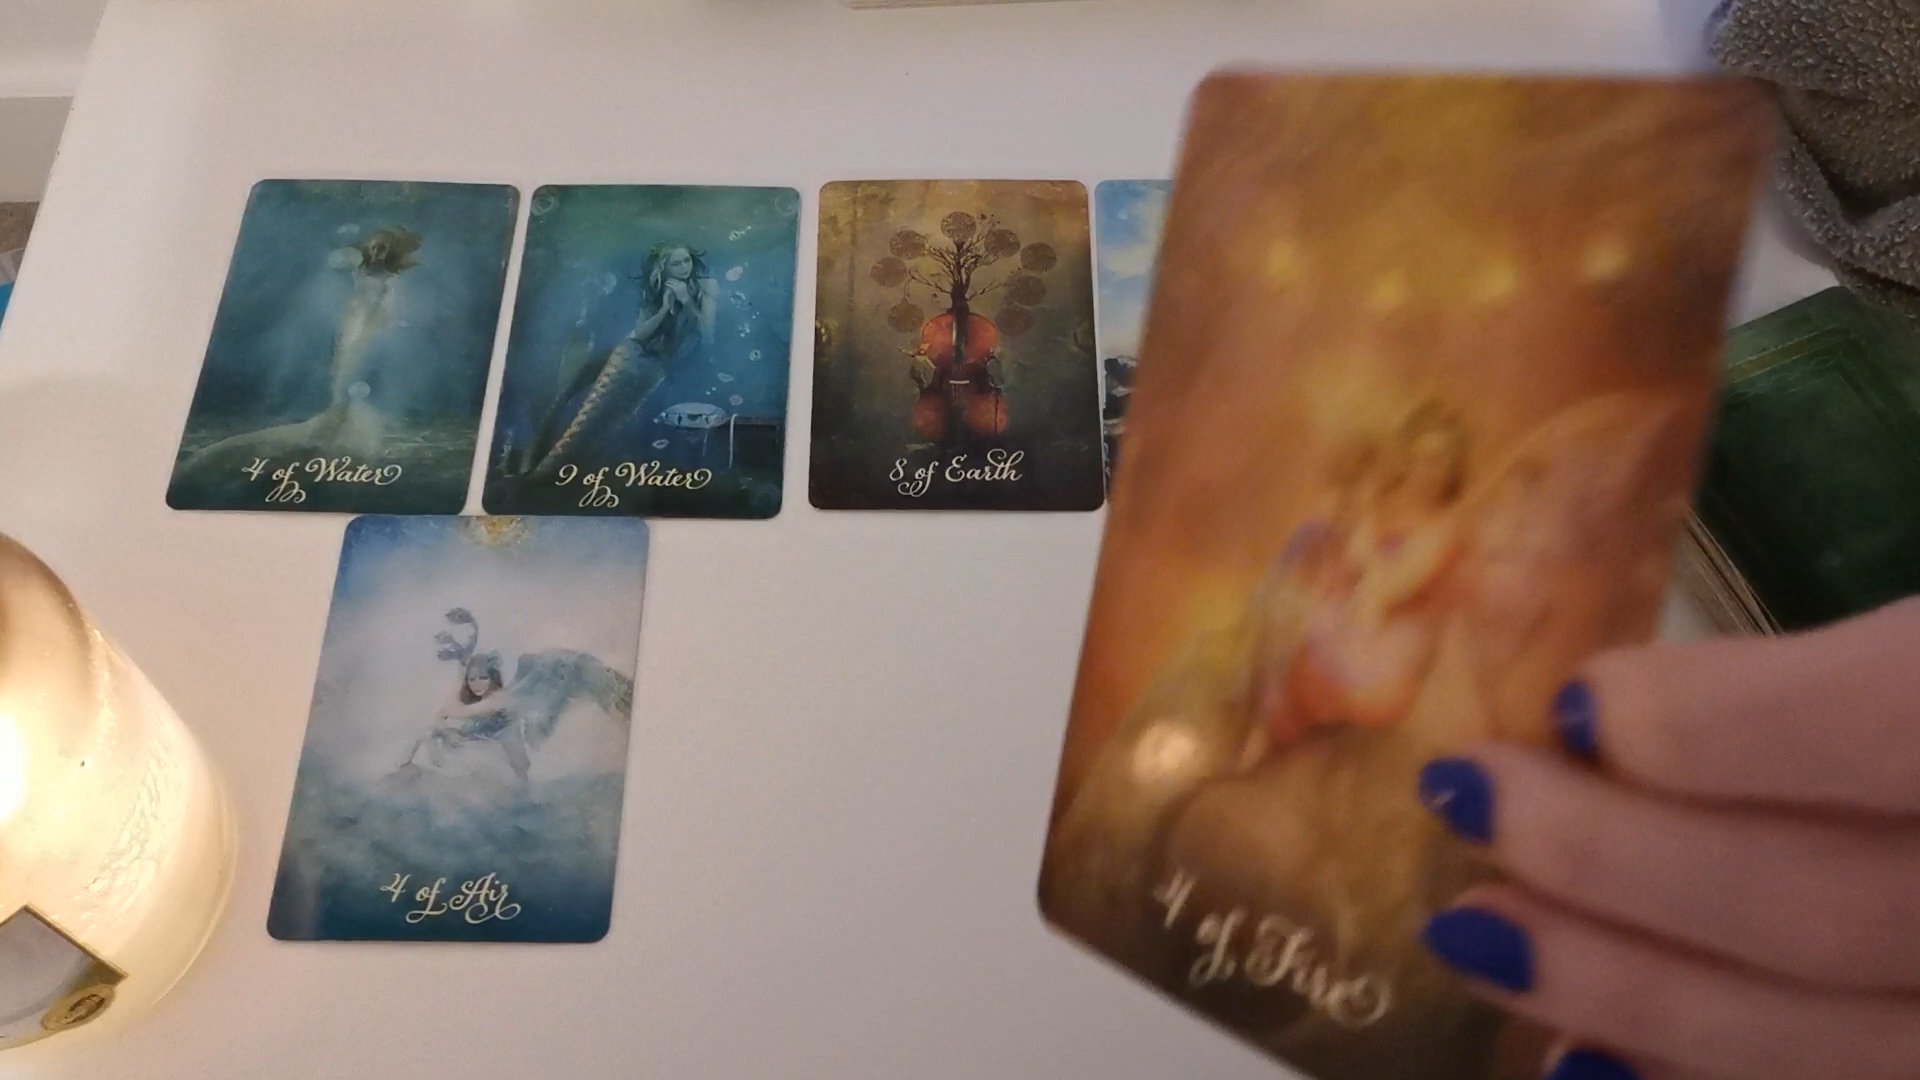 4 of Water
9 of Water
8 of Earth
4 of Air
4 of Fire